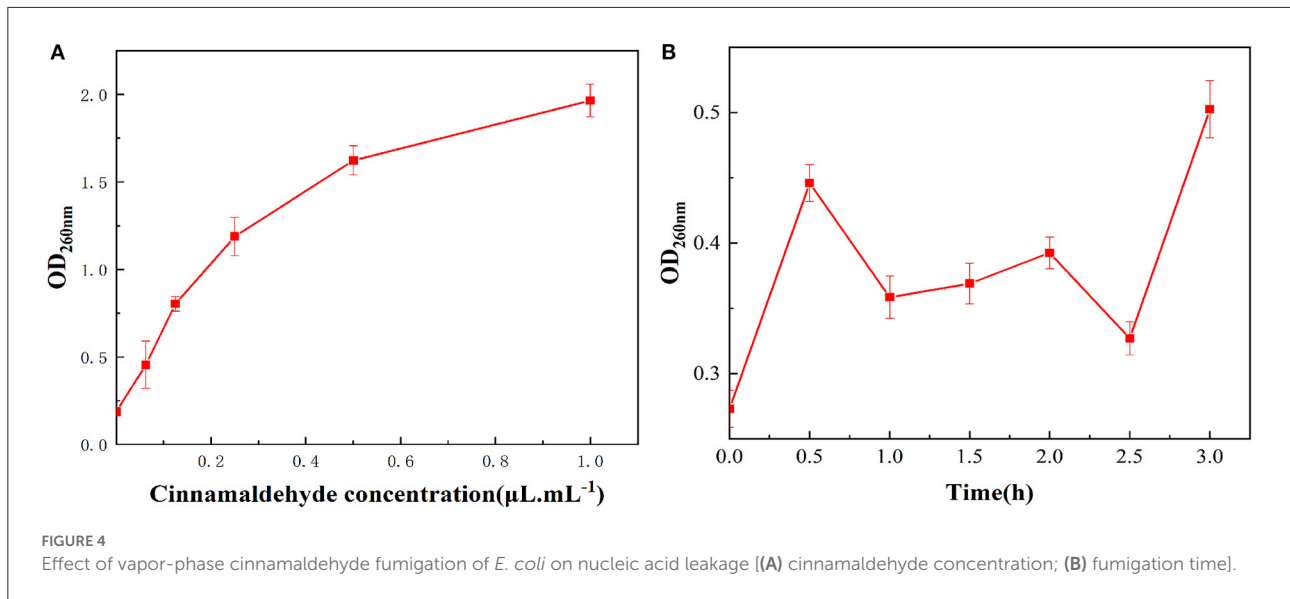 A
OD260nm
2.0
1.5
1.0
0.5
0.0
0.2
0.4
0.6
0.8
1.0
Cinnamaldehyde concentration(μL.mL-1)
B
OD260nm
0.5
0.4
0.3
0.0
0.5
1.0
1.5
2.0
2.5
3.0
Time(h)
FIGURE 4
Effect of vapor-phase cinnamaldehyde fumigation of E. coli on nucleic acid leakage [(A) cinnamaldehyde concentration; (B) fumigation time].